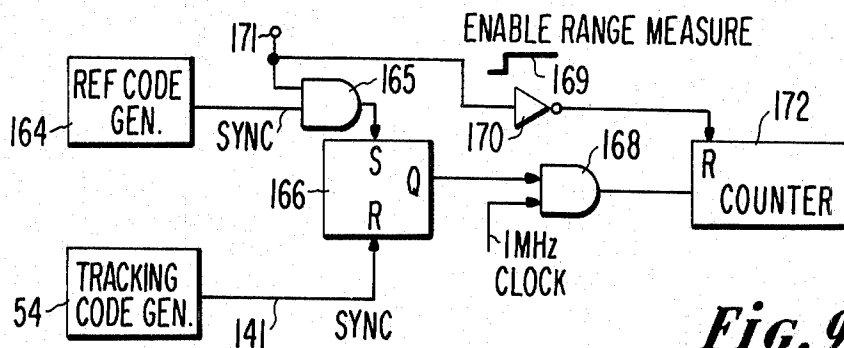 171
ENABLE RANGE MEASURE
165
169
REF CODE
GEN.
164
SYNC
170
172
S
Q
R
166
168
R
COUNTER
1MHz
CLOCK
TRACKING
CODE GEN.
54
141
SYNC
Fig. 9